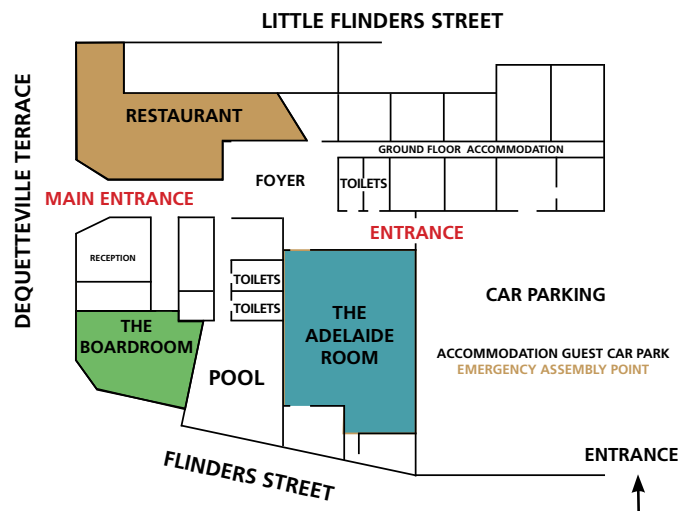 LITTLE FLINDERS STREET
DEQUETTEVILLE TERRACE
RESTAURANT
GROUND FLOOR ACCOMMODATION
FOYER
TOILETS
MAIN ENTRANCE
ENTRANCE
RECEPTION
TOILETS
TOILETS
THE
ADELAIDE
ROOM
CAR PARKING
THE
BOARDROOM
POOL
ACCOMMODATION GUEST CAR PARK
EMERGENCY ASSEMBLY POINT
FLINDERS STREET
ENTRANCE